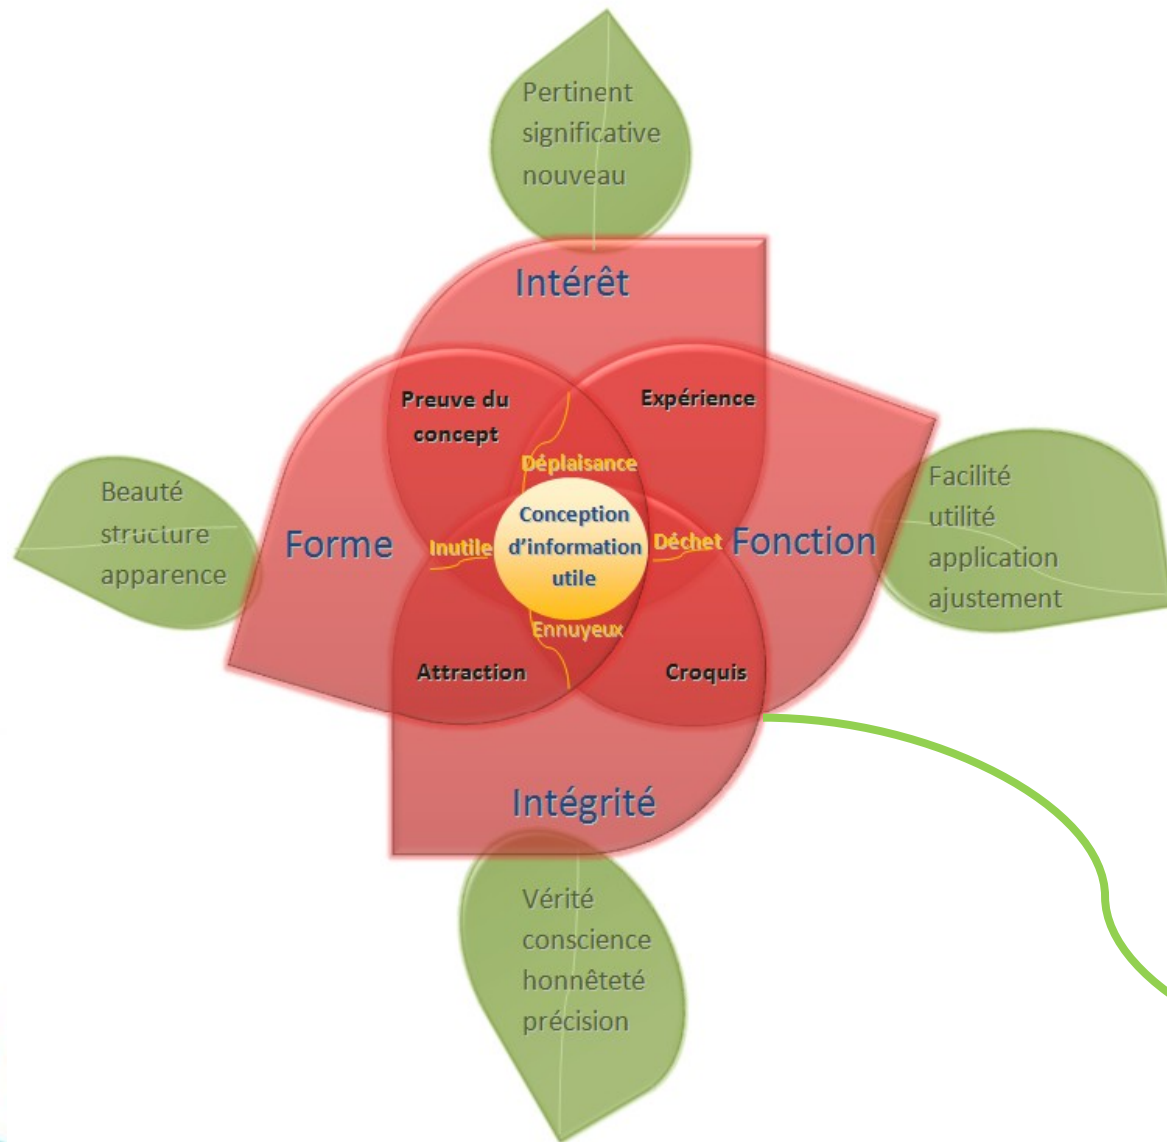 Pertinent
significative
nouveau
Intérêt
Preuve du
concept
Expérience
Déplaisance
Beauté
structure
apparence
Forme
Inutile
Conception
d'information
utile
Déchet
Fonction
Facilité
utilité
application
ajustement
Ennuyeux
Attraction
Croquis
Intégrité
Vérité
conscience
honnêteté
précision